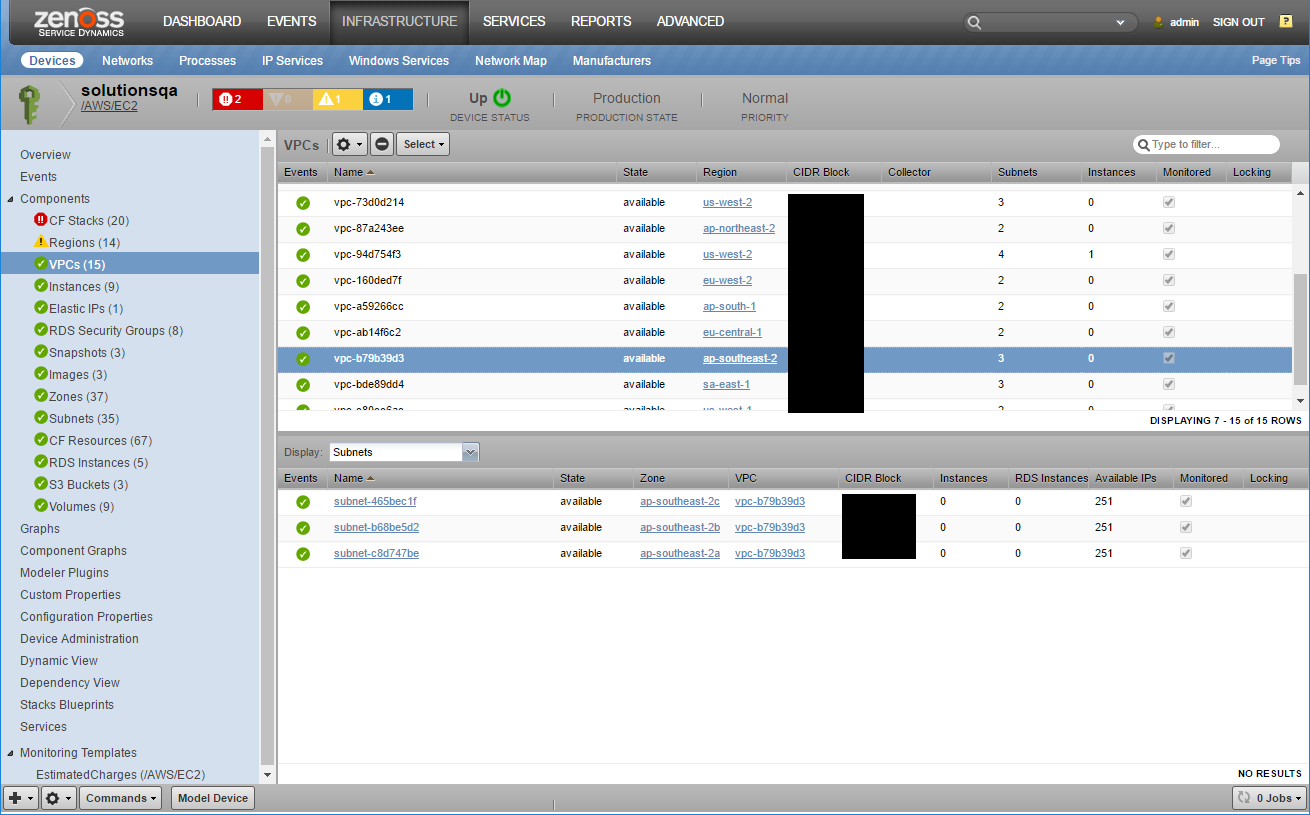 zenoss
SERVICE DYNAMICS
DASHBOARD EVENTS INFRASTRUCTURE SERVICES REPORTS ADVANCED
admin SIGN OUT ?
Devices Networks Processes IP Services Windows Services Network Map Manufacturers Page Tips
solutionsqa
/AWS/EC2
2 0 1 1
Up
DEVICE STATUS
Production
PRODUCTION STATE
Normal
PRIORITY
Overview
Events
Components
CF Stacks (20)
Regions (14)
VPCs (15)
Instances (9)
Elastic IPs (1)
RDS Security Groups (8)
Snapshots (3)
Images (3)
Zones (37)
Subnets (35)
CF Resources (67)
RDS Instances (5)
S3 Buckets (3)
Volumes (9)
Graphs
Component Graphs
Modeler Plugins
Custom Properties
Configuration Properties
Device Administration
Dynamic View
Dependency View
Stacks Blueprints
Services
Monitoring Templates
EstimatedCharges (/AWS/EC2)
VPCs Select Type to filter...
Events Name State Region CIDR Block Collector Subnets Instances Monitored Locking
vpc-73d0d214 available us-west-2 3 0
vpc-87a243ee available ap-northeast-2 2 0
vpc-94d754f3 available us-west-2 4 1
vpc-160ded7f available eu-west-2 2 0
vpc-a59266cc available ap-south-1 2 0
vpc-ab14f6c2 available eu-central-1 2 0
vpc-b79b39d3 available ap-southeast-2 3 0
vpc-bde89dd4 available sa-east-1 3 0
DISPLAYING 7 - 15 of 15 ROWS
Display: Subnets
Events Name State Zone VPC CIDR Block Instances RDS Instances Available IPs Monitored Locking
subnet-465bec1f available ap-southeast-2c vpc-b79b39d3 0 0 251
subnet-b68be5d2 available ap-southeast-2b vpc-b79b39d3 0 0 251
subnet-c8d747be available ap-southeast-2a vpc-b79b39d3 0 0 251
NO RESULTS
Commands Model Device 0 Jobs